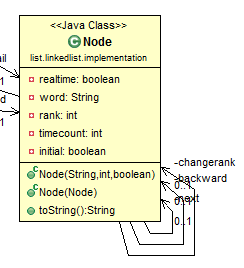 <<Java Class>>
Node
list.linkedlist.implementation
realtime: boolean
word: String
rank: int
timecount: int
initial: boolean
Node(String,int,boolean)
Node(Node)
toString():String
-changerank
-backward
0..1
0..1
0..1